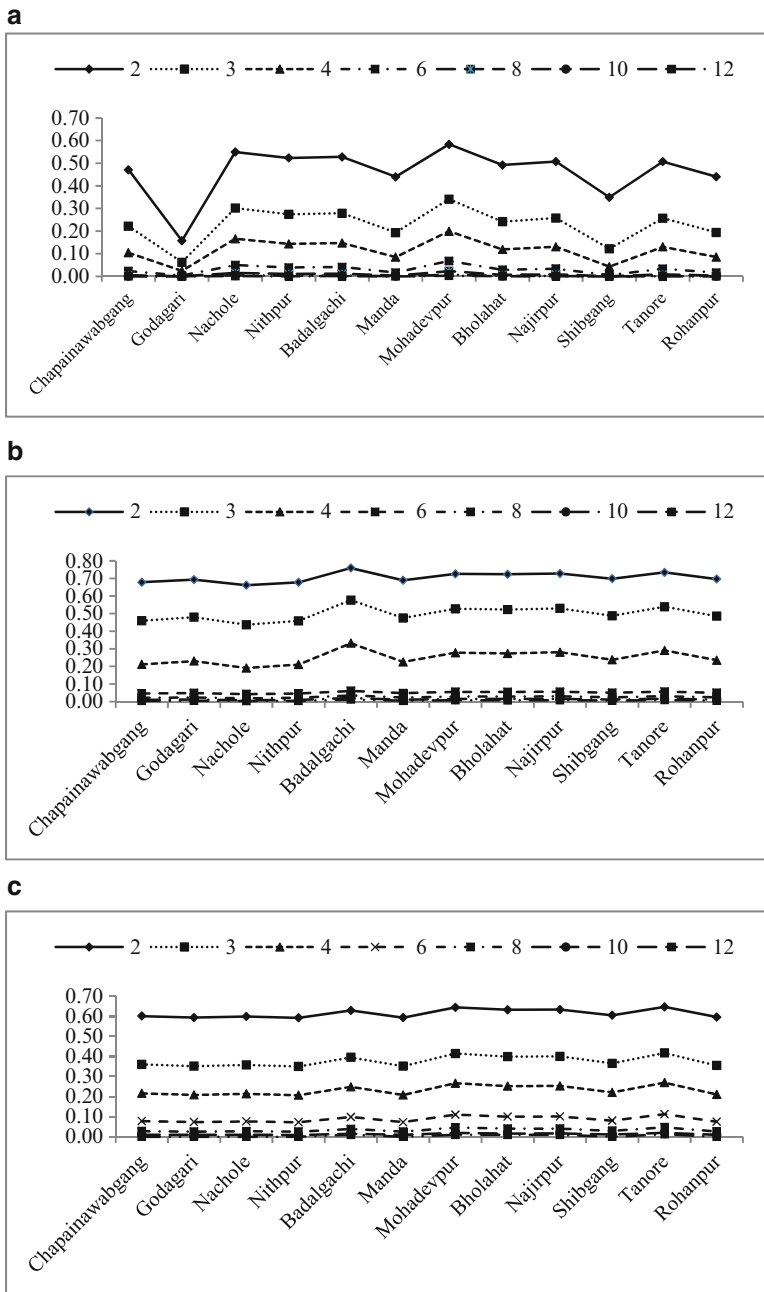 a
2 3 4 6 8 10 12
0.70
0.60
0.50
0.40
0.30
0.20
0.10
0.00
Chapainawabgang
Godagari
Nachole
Nithpur
Badalgachi
Manda
Mohadevpur
Bholahat
Najirpur
Shibgang
Tanore
Rohanpur
b
2 3 4 6 8 10 12
0.80
0.70
0.60
0.50
0.40
0.30
0.20
0.10
0.00
Chapainawabgang
Godagari
Nachole
Nithpur
Badalgachi
Manda
Mohadevpur
Bholahat
Najirpur
Shibgang
Tanore
Rohanpur
c
2 3 4 6 8 10 12
0.70
0.60
0.50
0.40
0.30
0.20
0.10
0.00
Chapainawabgang
Godagari
Nachole
Nithpur
Badalgachi
Manda
Mohadevpur
Bholahat
Najirpur
Shibgang
Tanore
Rohanpur